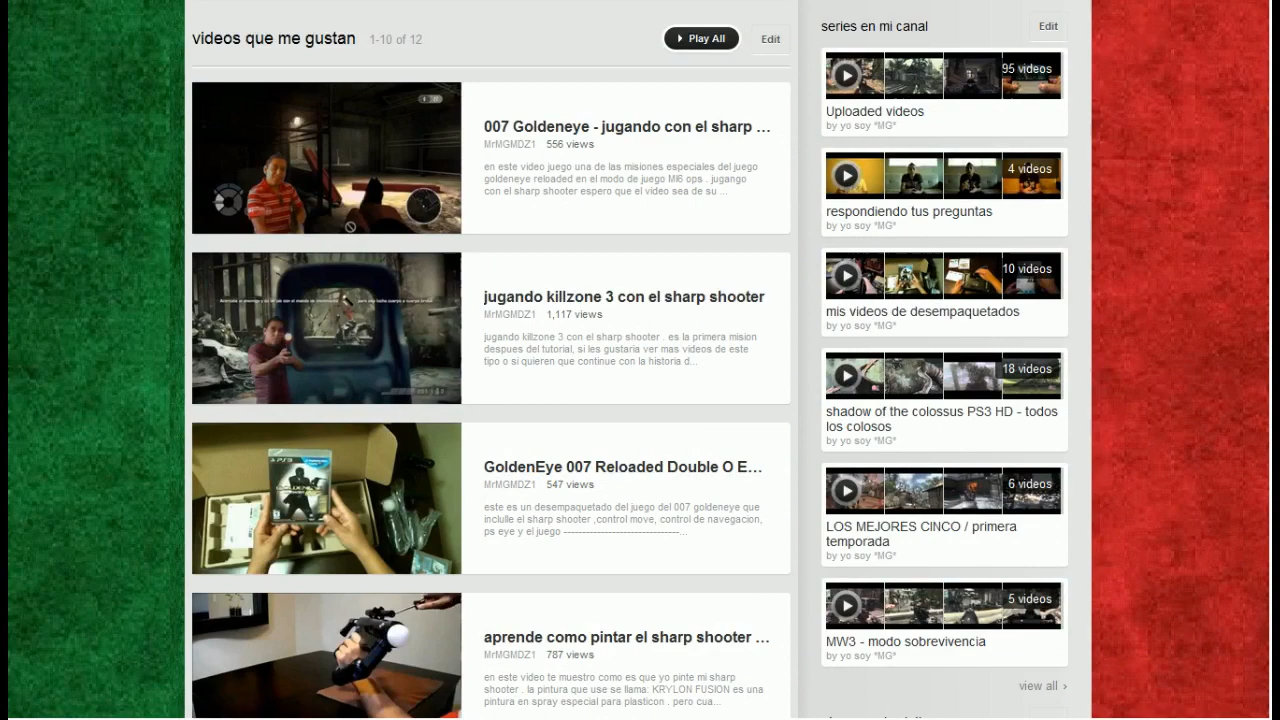 videos que me gustan 1-10 of 12 Play All Edit
007 Goldeneye - jugando con el sharp ...
MrMGMDZ1 556 views
en este video juego una de las misiones especiales del juego
goldeneye reloaded en el modo de juego MI6 ops . jugango
con el sharp shooter espero que el video sea de su ...
jugando killzone 3 con el sharp shooter
MrMGMDZ1 1,117 views
jugando killzone 3 con el sharp shooter . es la primera mision
despues del tutorial, si les gustaria ver mas videos de este
tipo o si quieren que continue con la historia d...
PS3
GoldenEye 007 Reloaded Double O E...
MrMGMDZ1 547 views
este es un desempaquetado del juego del 007 goldeneye que
inclulle el sharp shooter ,control move, control de navegacion,
ps eye y el juego --------------------------------...
aprende como pintar el sharp shooter ...
MrMGMDZ1 787 views
en este video te muestro como es que yo pinte mi sharp
shooter . la pintura que use se llama: KRYLON FUSION es una
pintura en spray especial para plasticon . pero cua...
series en mi canal Edit
95 videos
Uploaded videos
by yo soy *MG*
4 videos
respondiendo tus preguntas
by yo soy *MG*
10 videos
mis videos de desempaquetados
by yo soy *MG*
18 videos
shadow of the colossus PS3 HD - todos
los colosos
by yo soy *MG*
6 videos
LOS MEJORES CINCO / primera
temporada
by yo soy *MG*
5 videos
MW3 - modo sobrevivencia
by yo soy *MG*
view all ›